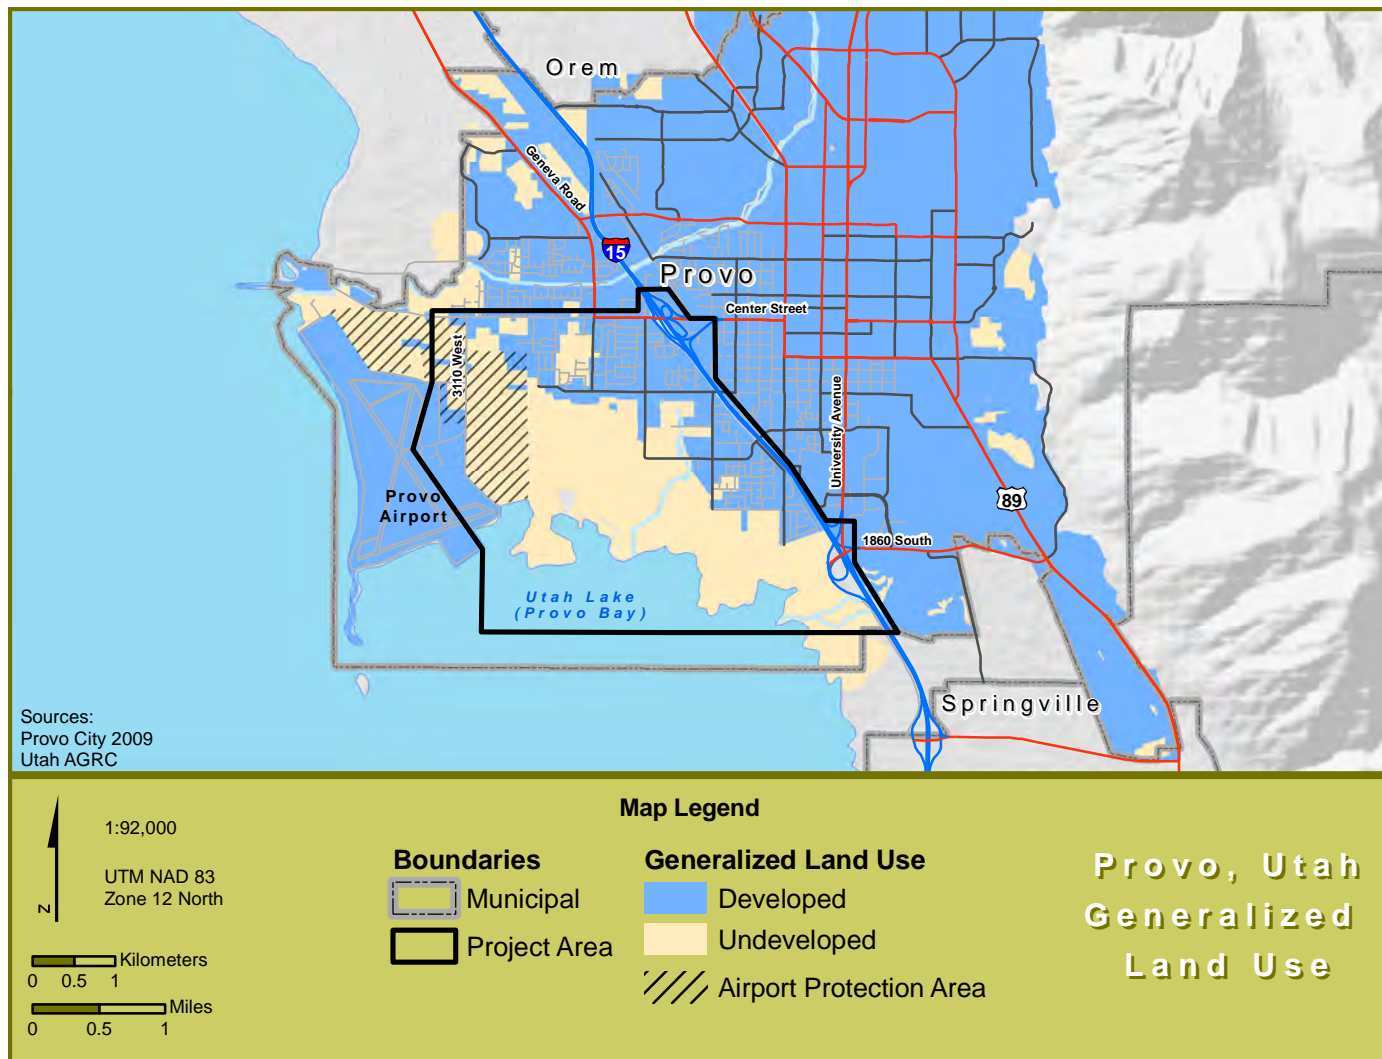 Orem
Geneva Road
15
Provo
Center Street
3110 West
University Avenue
Provo
Airport
89
1860 South
Utah Lake
(Provo Bay)
Springville
Sources:
Provo City 2009
Utah AGRC
Map Legend
1:92,000
UTM NAD 83
Zone 12 North
N
Kilometers
0 0.5 1
Miles
0 0.5 1
Boundaries
Municipal
Project Area
Generalized Land Use
Developed
Undeveloped
Airport Protection Area
Provo, Utah
Generalized
Land Use